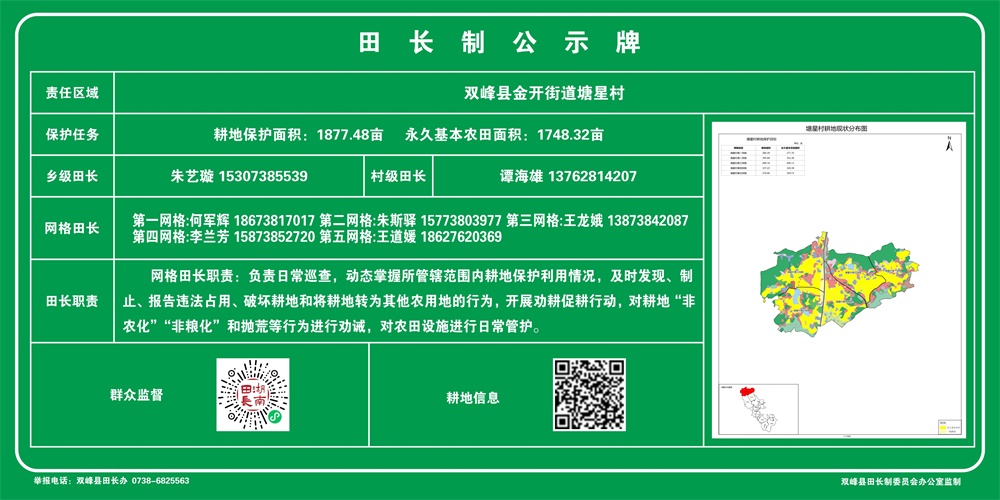 田长制公示牌
责任区域
双峰县金开街道塘星村
保护任务
耕地保护面积：1877.48亩 永久基本农田面积：1748.32亩
乡级田长
朱艺璇 15307385539
村级田长
谭海雄 13762814207
网格田长
第一网格:何军辉 18673817017 第二网格:朱斯驿 15773803977 第三网格:王龙娥 13873842087
第四网格:李兰芳 15873852720 第五网格:王道媛 18627620369
田长职责
网格田长职责：负责日常巡查，动态掌握所管辖范围内耕地保护利用情况，及时发现、制
止、报告违法占用、破坏耕地和将耕地转为其他农用地的行为，开展劝耕促耕行动，对耕地“非
农化”“非粮化”和抛荒等行为进行劝诫，对农田设施进行日常管护。
群众监督
湖南田长
耕地信息
塘星村耕地现状分布图
N
举报电话：双峰县田长办 0738-6825563
双峰县田长制委员会办公室监制